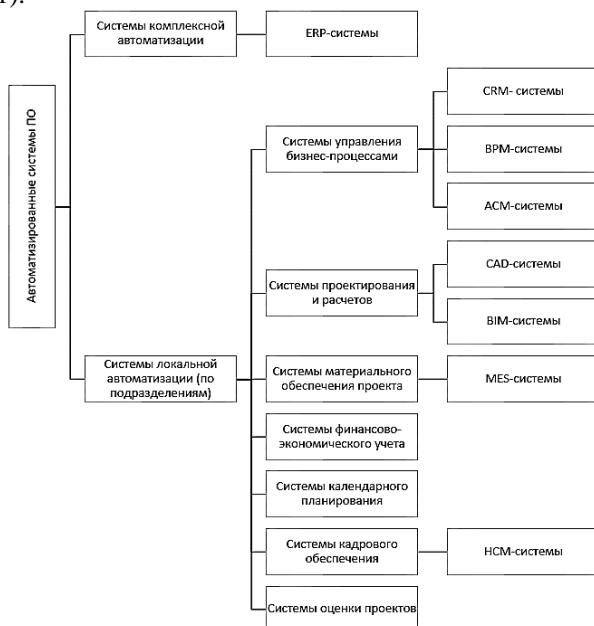 1).
Системы комплексной
автоматизации
ERP-системы
Автоматизированные системы ПО
CRM- системы
Системы управления
бизнес-процессами
BPM-системы
ACM-системы
CAD-системы
Системы проектирования
и расчетов
BIM-системы
Системы локальной
автоматизации (по
подразделениям)
Системы материального
обеспечения проекта
MES-системы
Системы финансово-
экономического учета
Системы календарного
планирования
Системы кадрового
обеспечения
HCM-системы
Системы оценки проектов